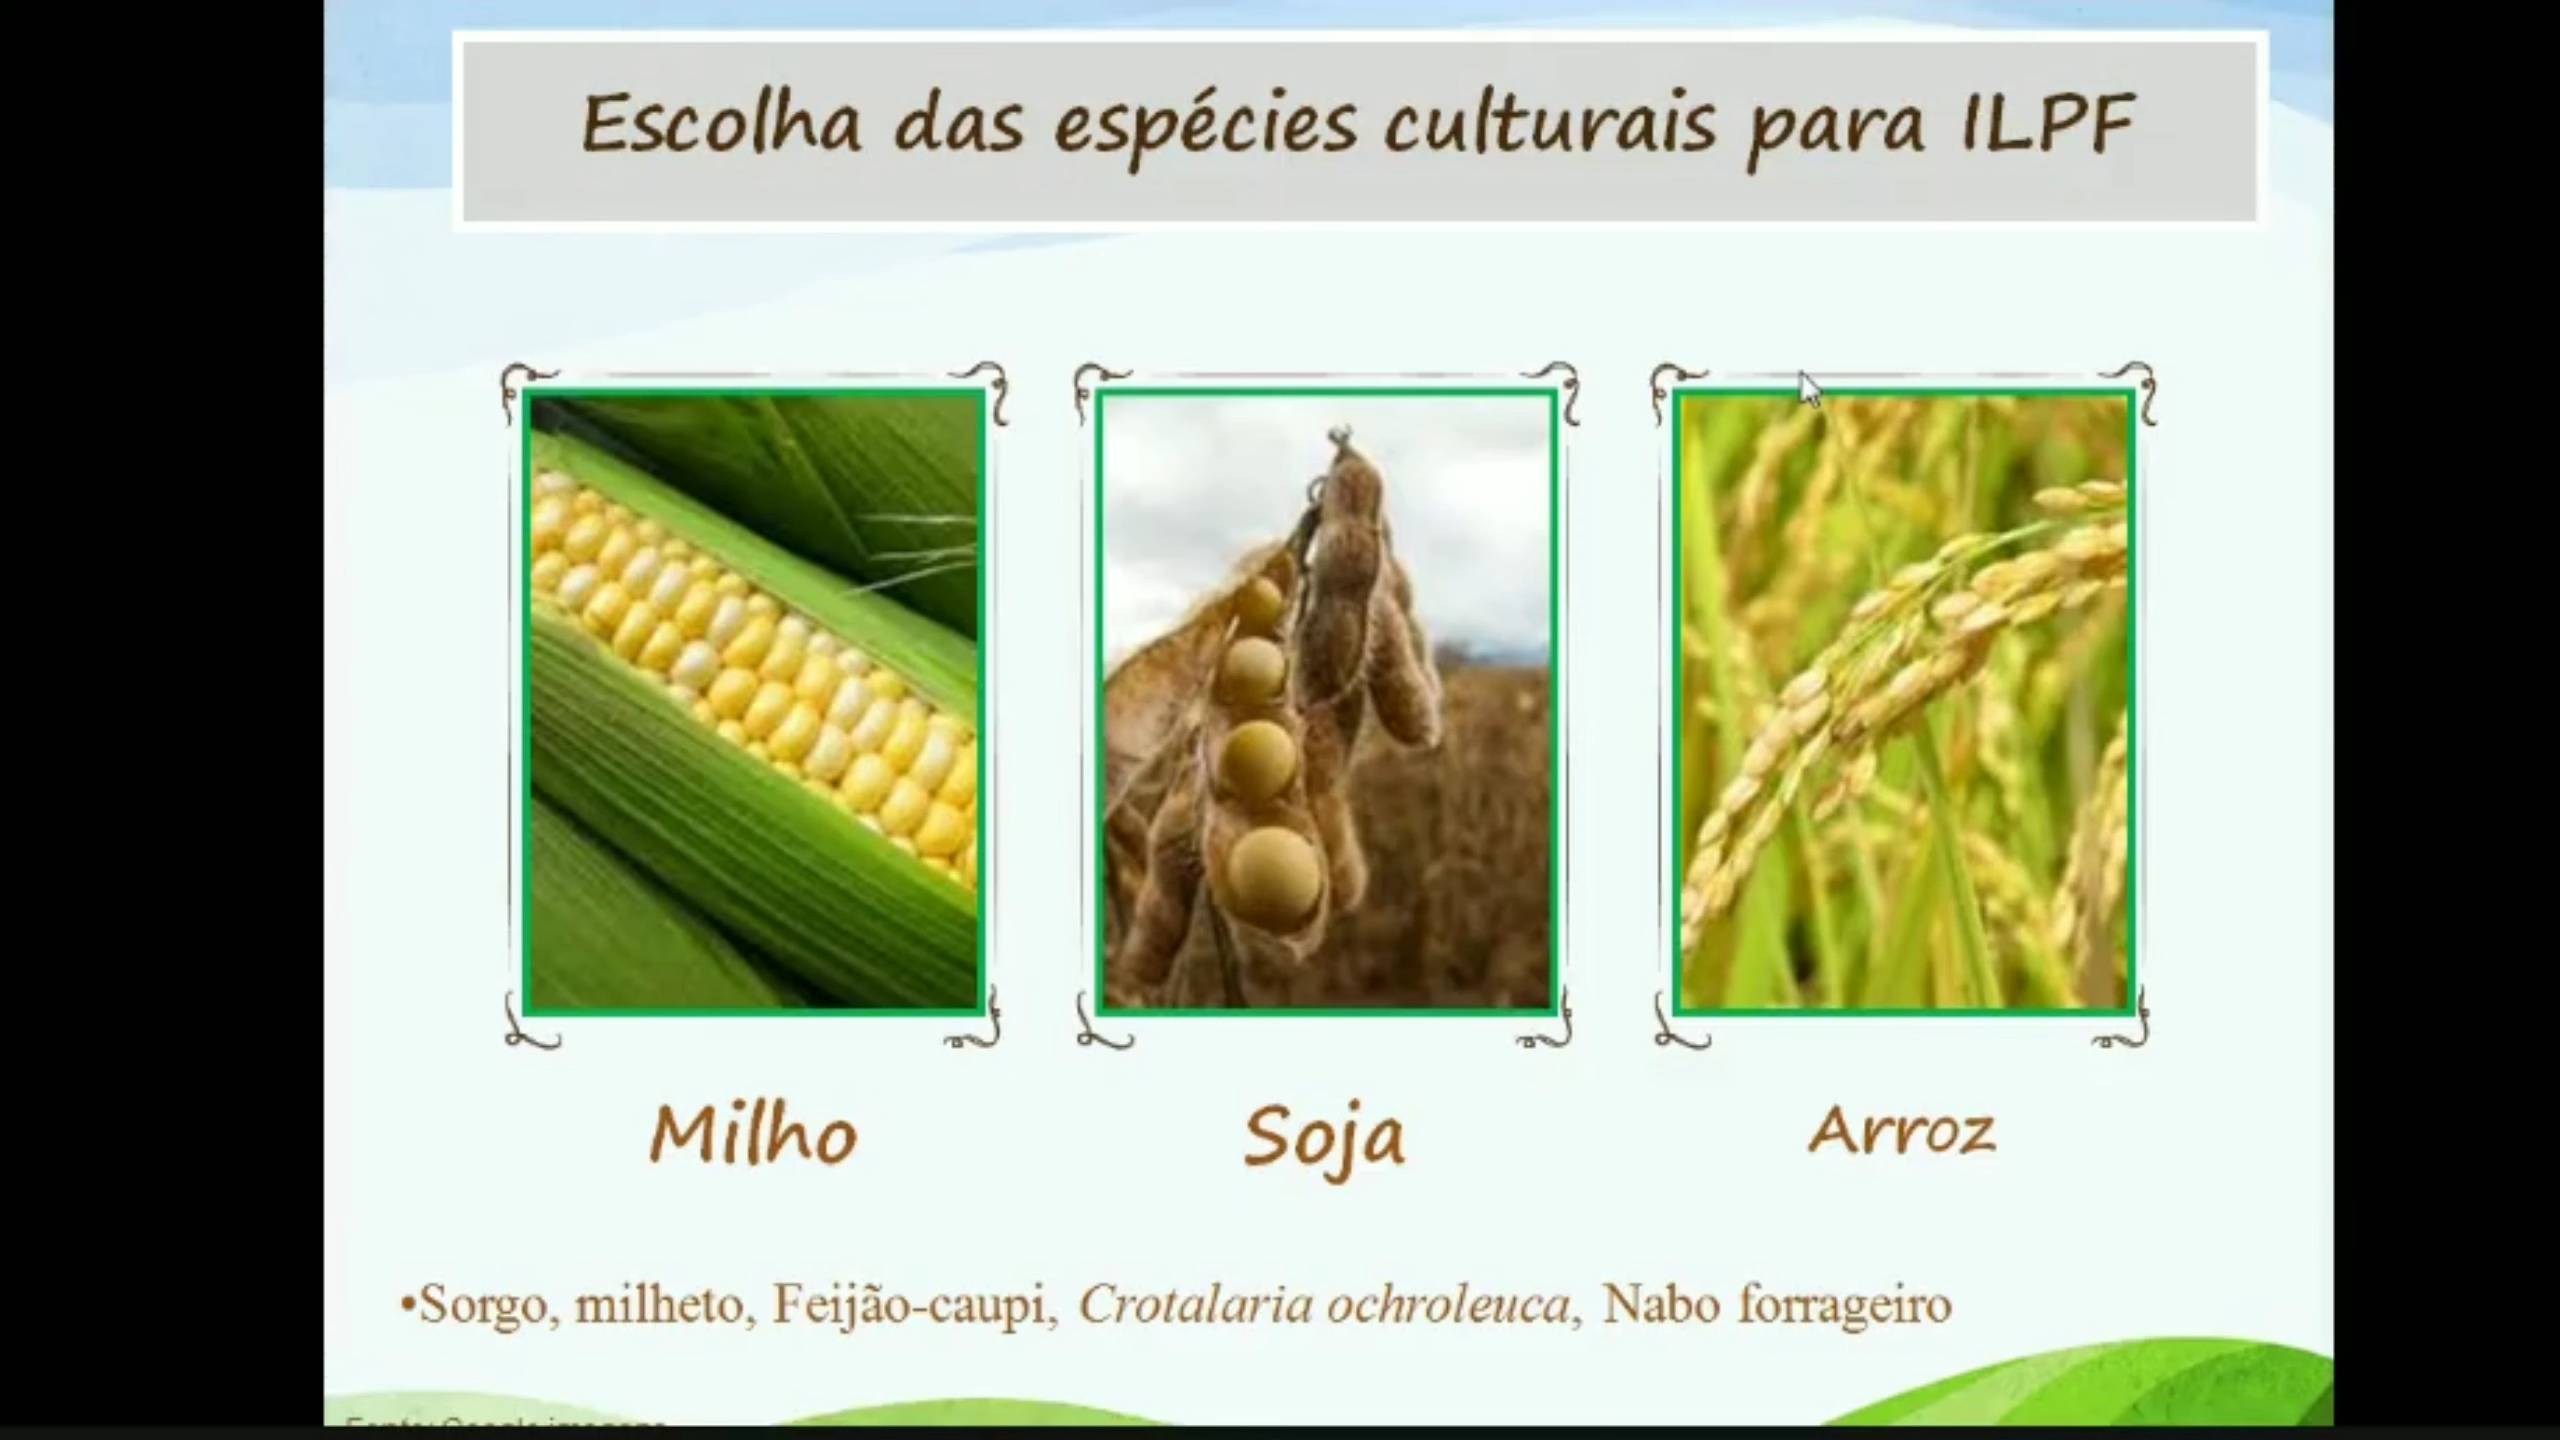 Escolha das espécies culturais para ILPF
Milho
Soja
Arroz
•Sorgo, milheto, Feijão-caupi, Crotalaria ochroleuca, Nabo forrageiro